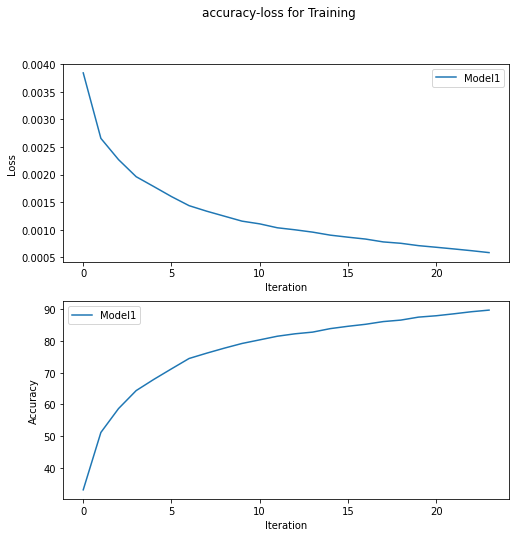 accuracy-loss for Training
0.0040
0.0035
0.0030
0.0025
0.0020
0.0015
0.0010
0.0005
Loss
Model1
0 5 10 15 20
Iteration
90
80
70
60
50
40
Accuracy
Model1
0 5 10 15 20
Iteration